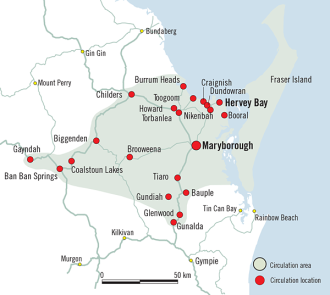 Bundaberg
Gin Gin
Mount Perry
Burrum Heads
Craignish
Dundowran
Fraser Island
Childers
Toogoom
Hervey Bay
Howard
Torbanlea
Nikenbah
Booral
Biggenden
Gayndah
Brooweena
Maryborough
Ban Ban Springs
Coalstoun Lakes
Tiaro
Gundiah
Bauple
Glenwood
Tin Can Bay
Rainbow Beach
Gunalda
Kilkivan
Murgon
Gympie
0
50 km
Circulation area
Circulation location